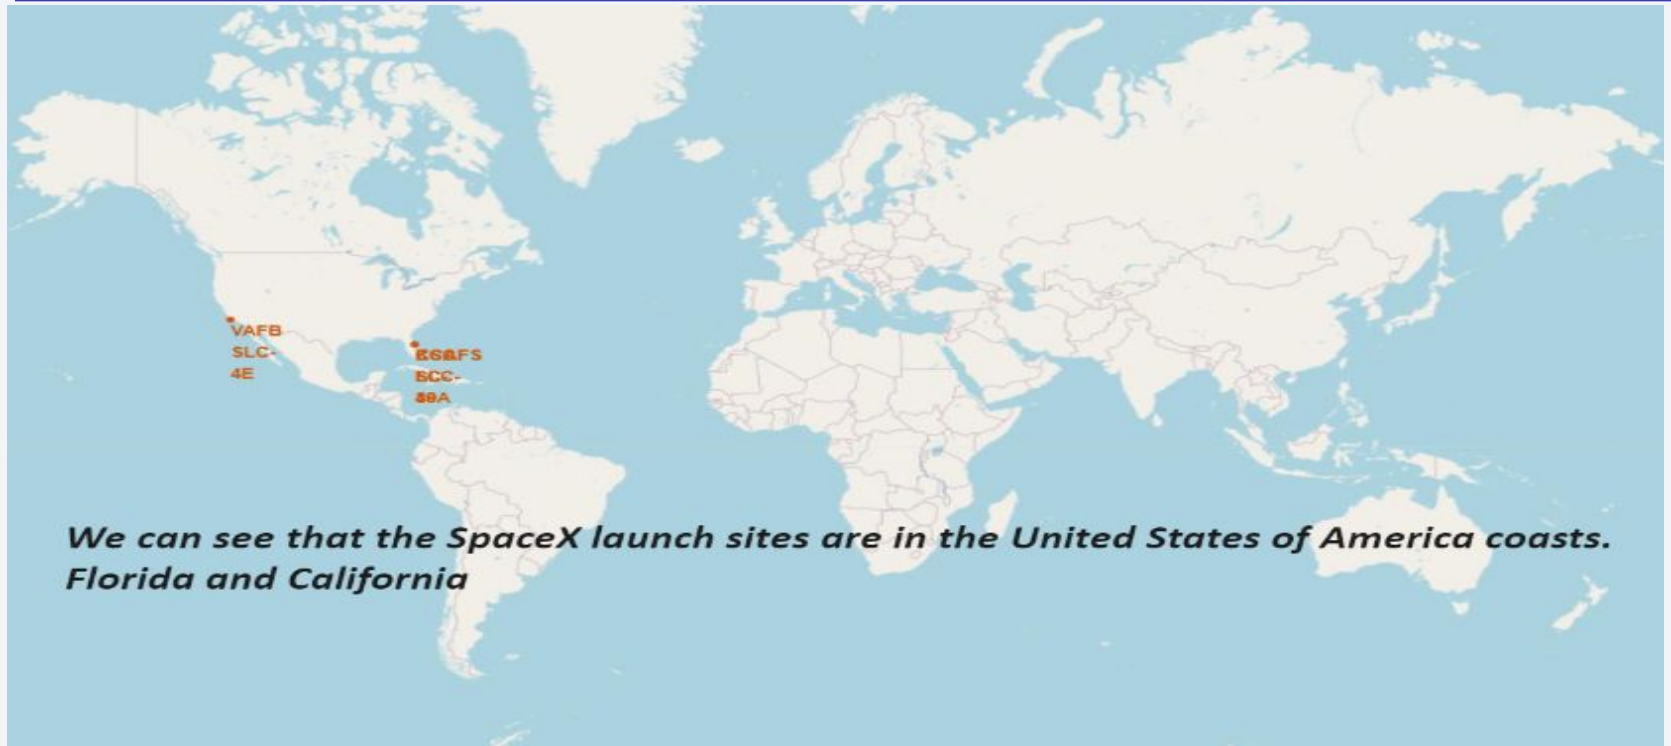 VAFB
SLC-
4E
We can see that the SpaceX launch sites are in the United States of America coasts.
Florida and California